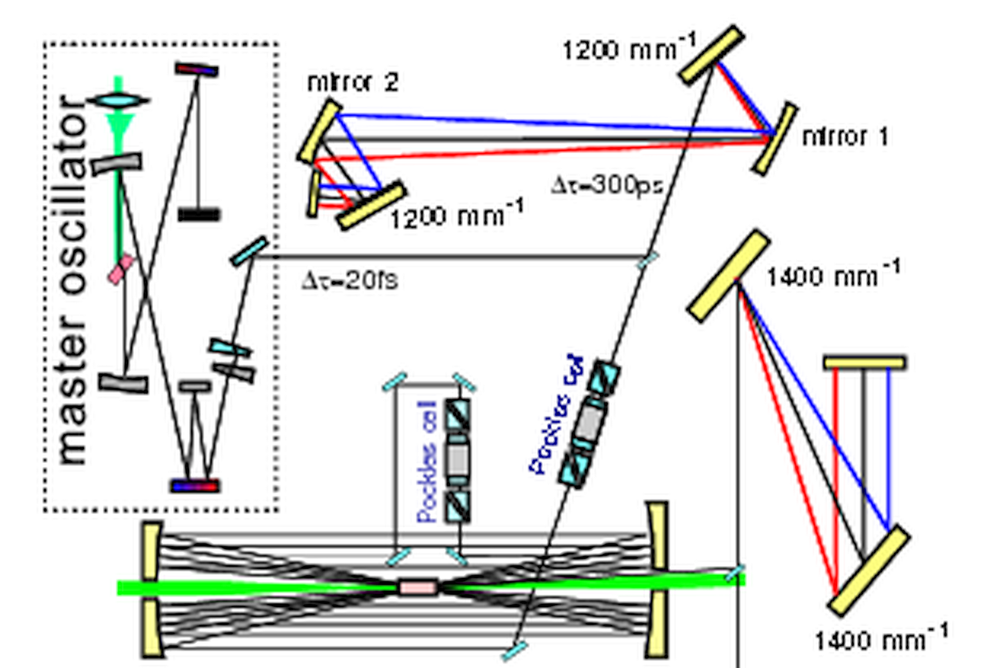 master oscillator
1200 mm-1
mirror 2
mirror 1
Δτ=300ps
1200 mm-1
Δτ=20fs
1400 mm-1
Pockles cell
Pockles cell
1400 mm-1